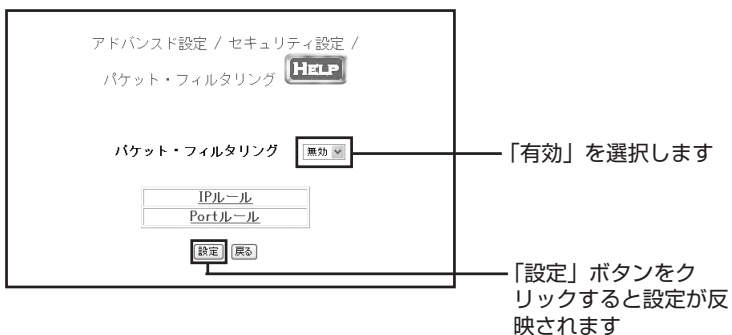 アドバンスド設定 / セキュリティ設定 /
パケット・フィルタリング HELP
パケット・フィルタリング 無効
「有効」を選択します
IPルール
Portルール
設定 戻る
「設定」ボタンをク
リックすると設定が反
映されます